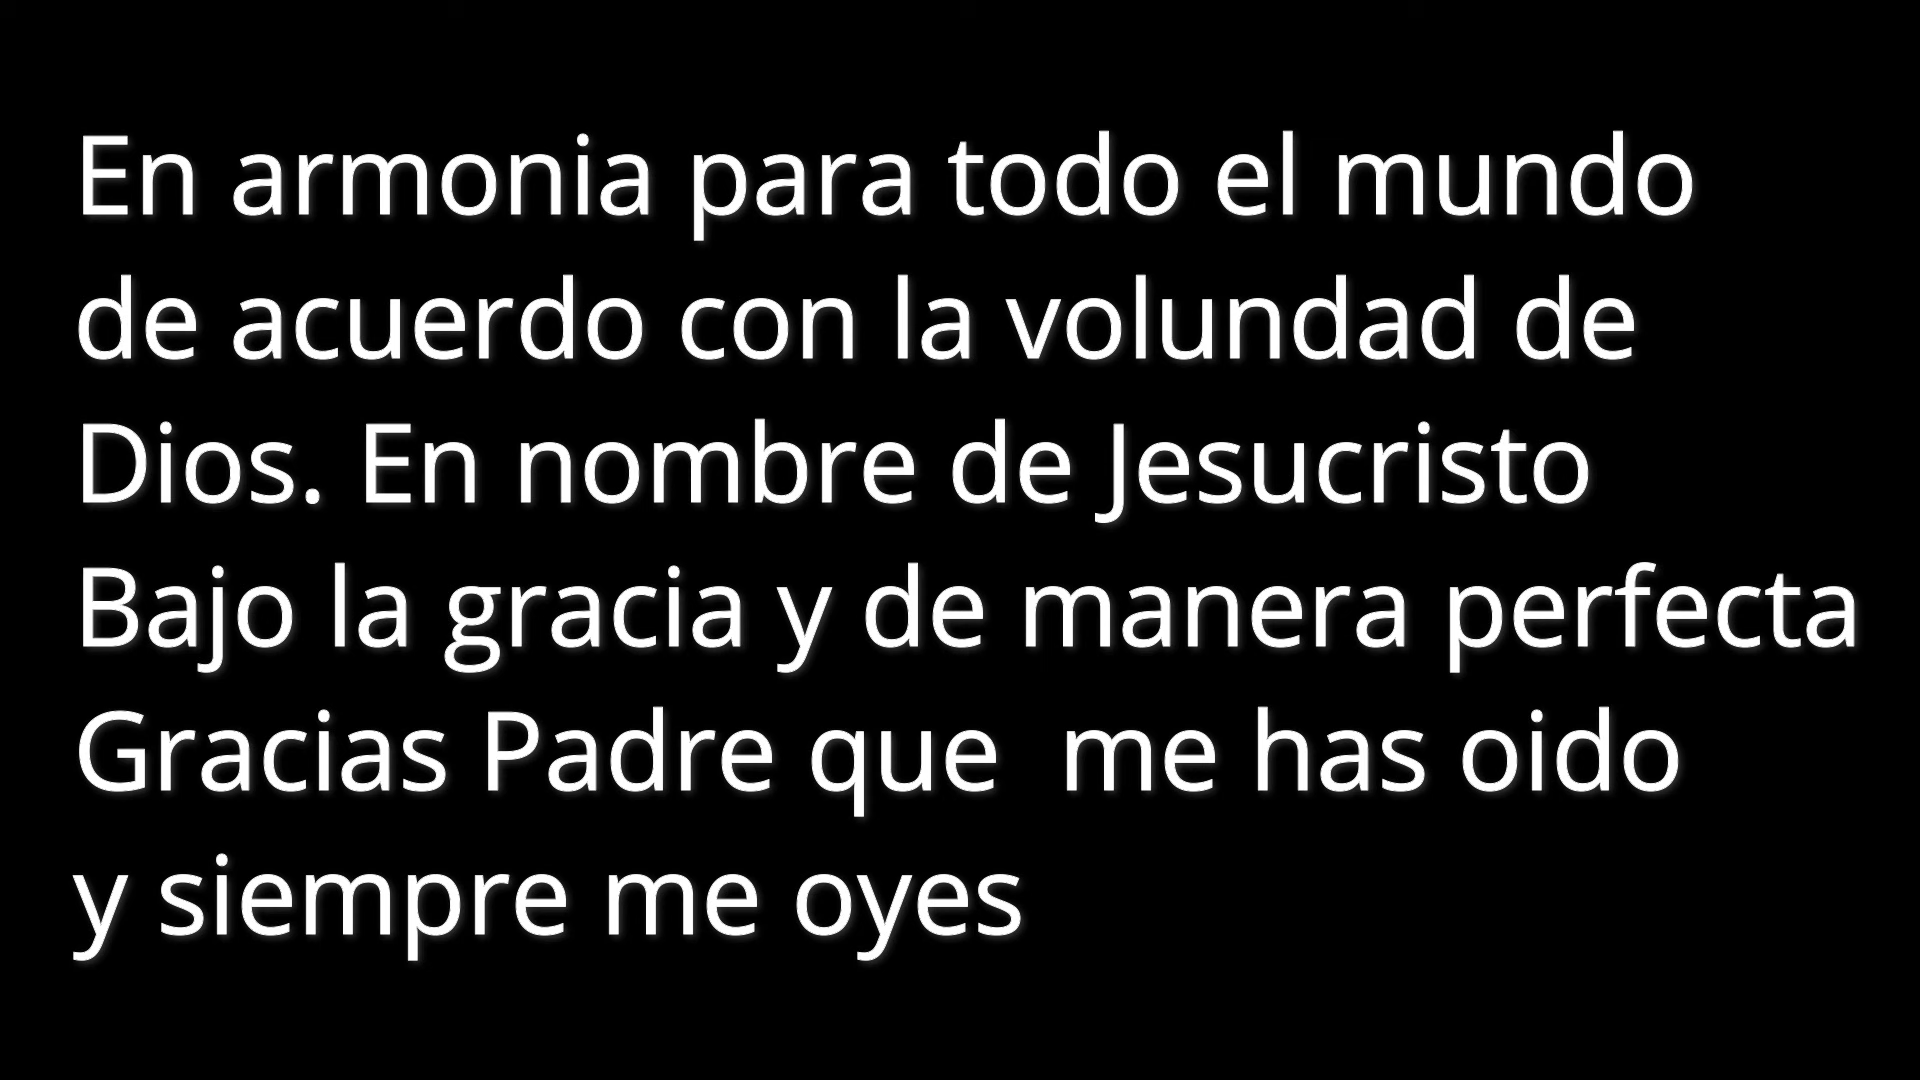 En armonia para todo el mundo
de acuerdo con la volundad de
Dios. En nombre de Jesucristo
Bajo la gracia y de manera perfecta
Gracias Padre que  me has oido
y siempre me oyes